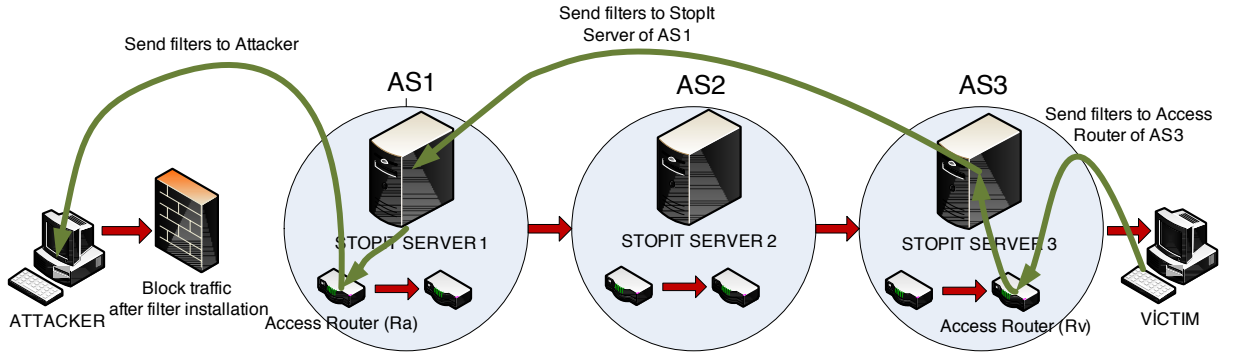 Send filters to StopIt
Server of AS1
Send filters to Attacker
AS1
AS2
AS3
Send filters to Access
Router of AS3
STOPIT SERVER 1
STOPIT SERVER 2
STOPIT SERVER 3
Block traffic
after filter installation
ATTACKER
Access Router (Ra)
Access Router (Rv)
VİCTIM